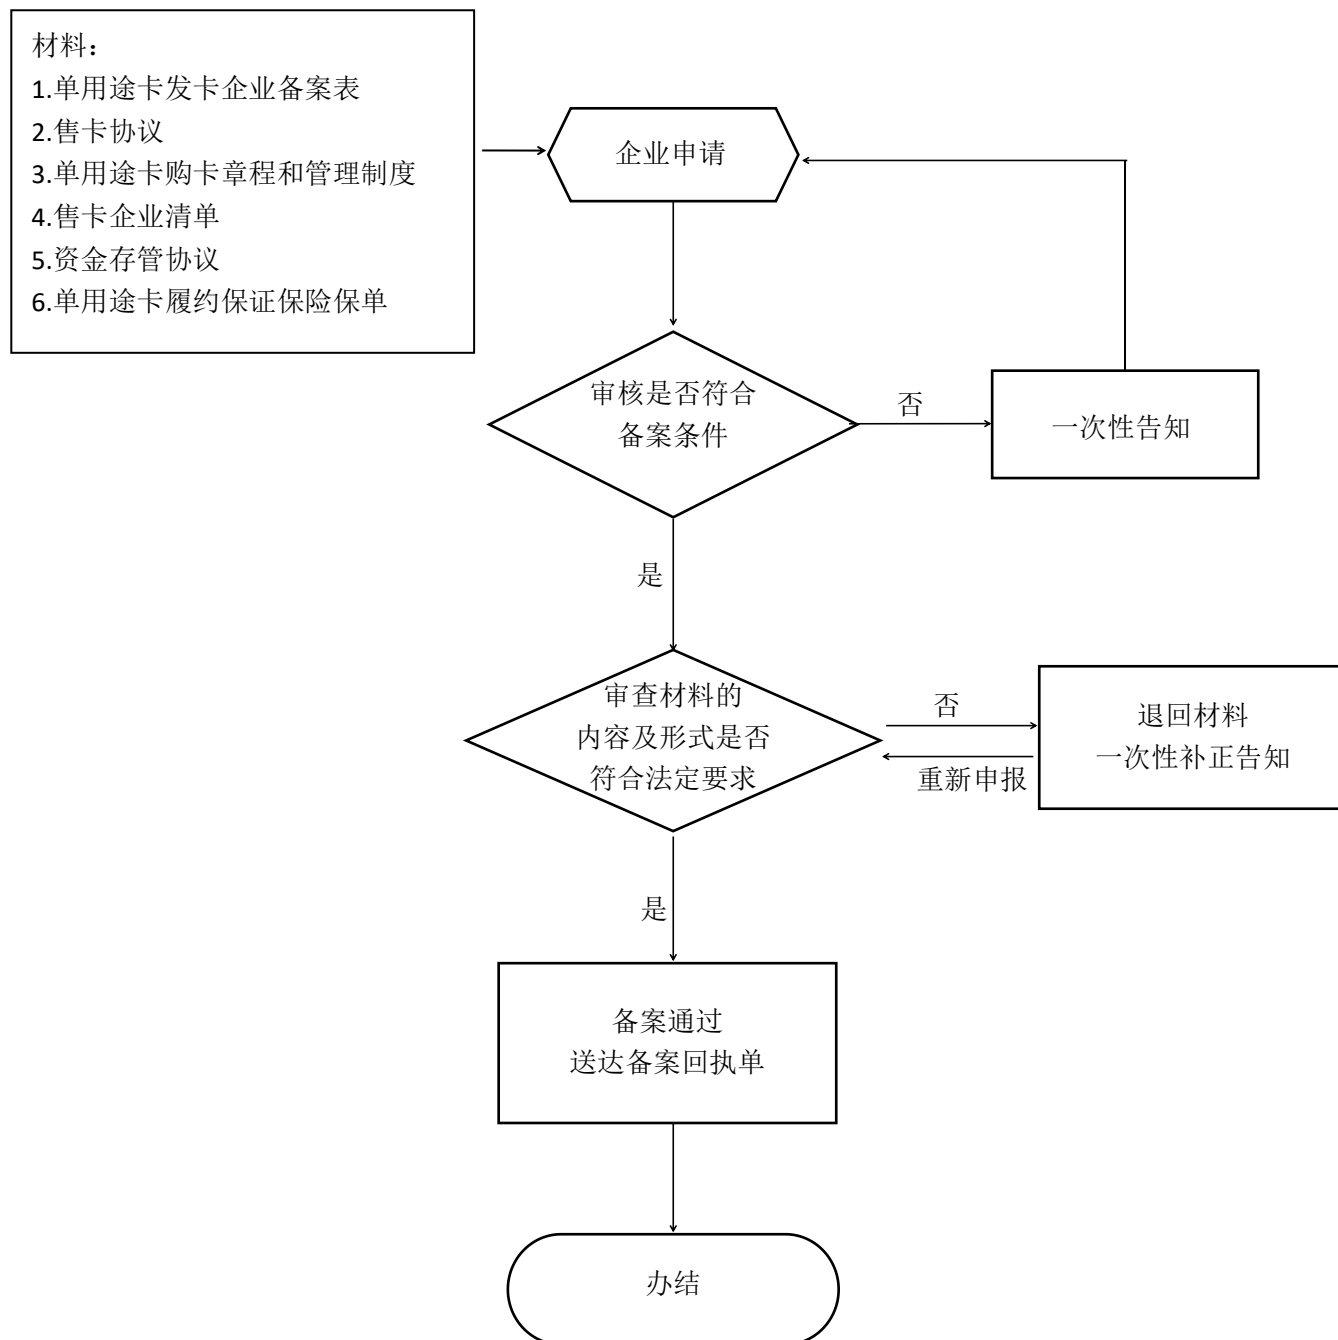 材料：
1.单用途卡发卡企业备案表
2.售卡协议
3.单用途卡购卡章程和管理制度
4.售卡企业清单
5.资金存管协议
6.单用途卡履约保证保险保单
企业申请
审核是否符合
备案条件
否
一次性告知
是
审查材料的
内容及形式是否
符合法定要求
否
重新申报
退回材料
一次性补正告知
是
备案通过
送达备案回执单
办结